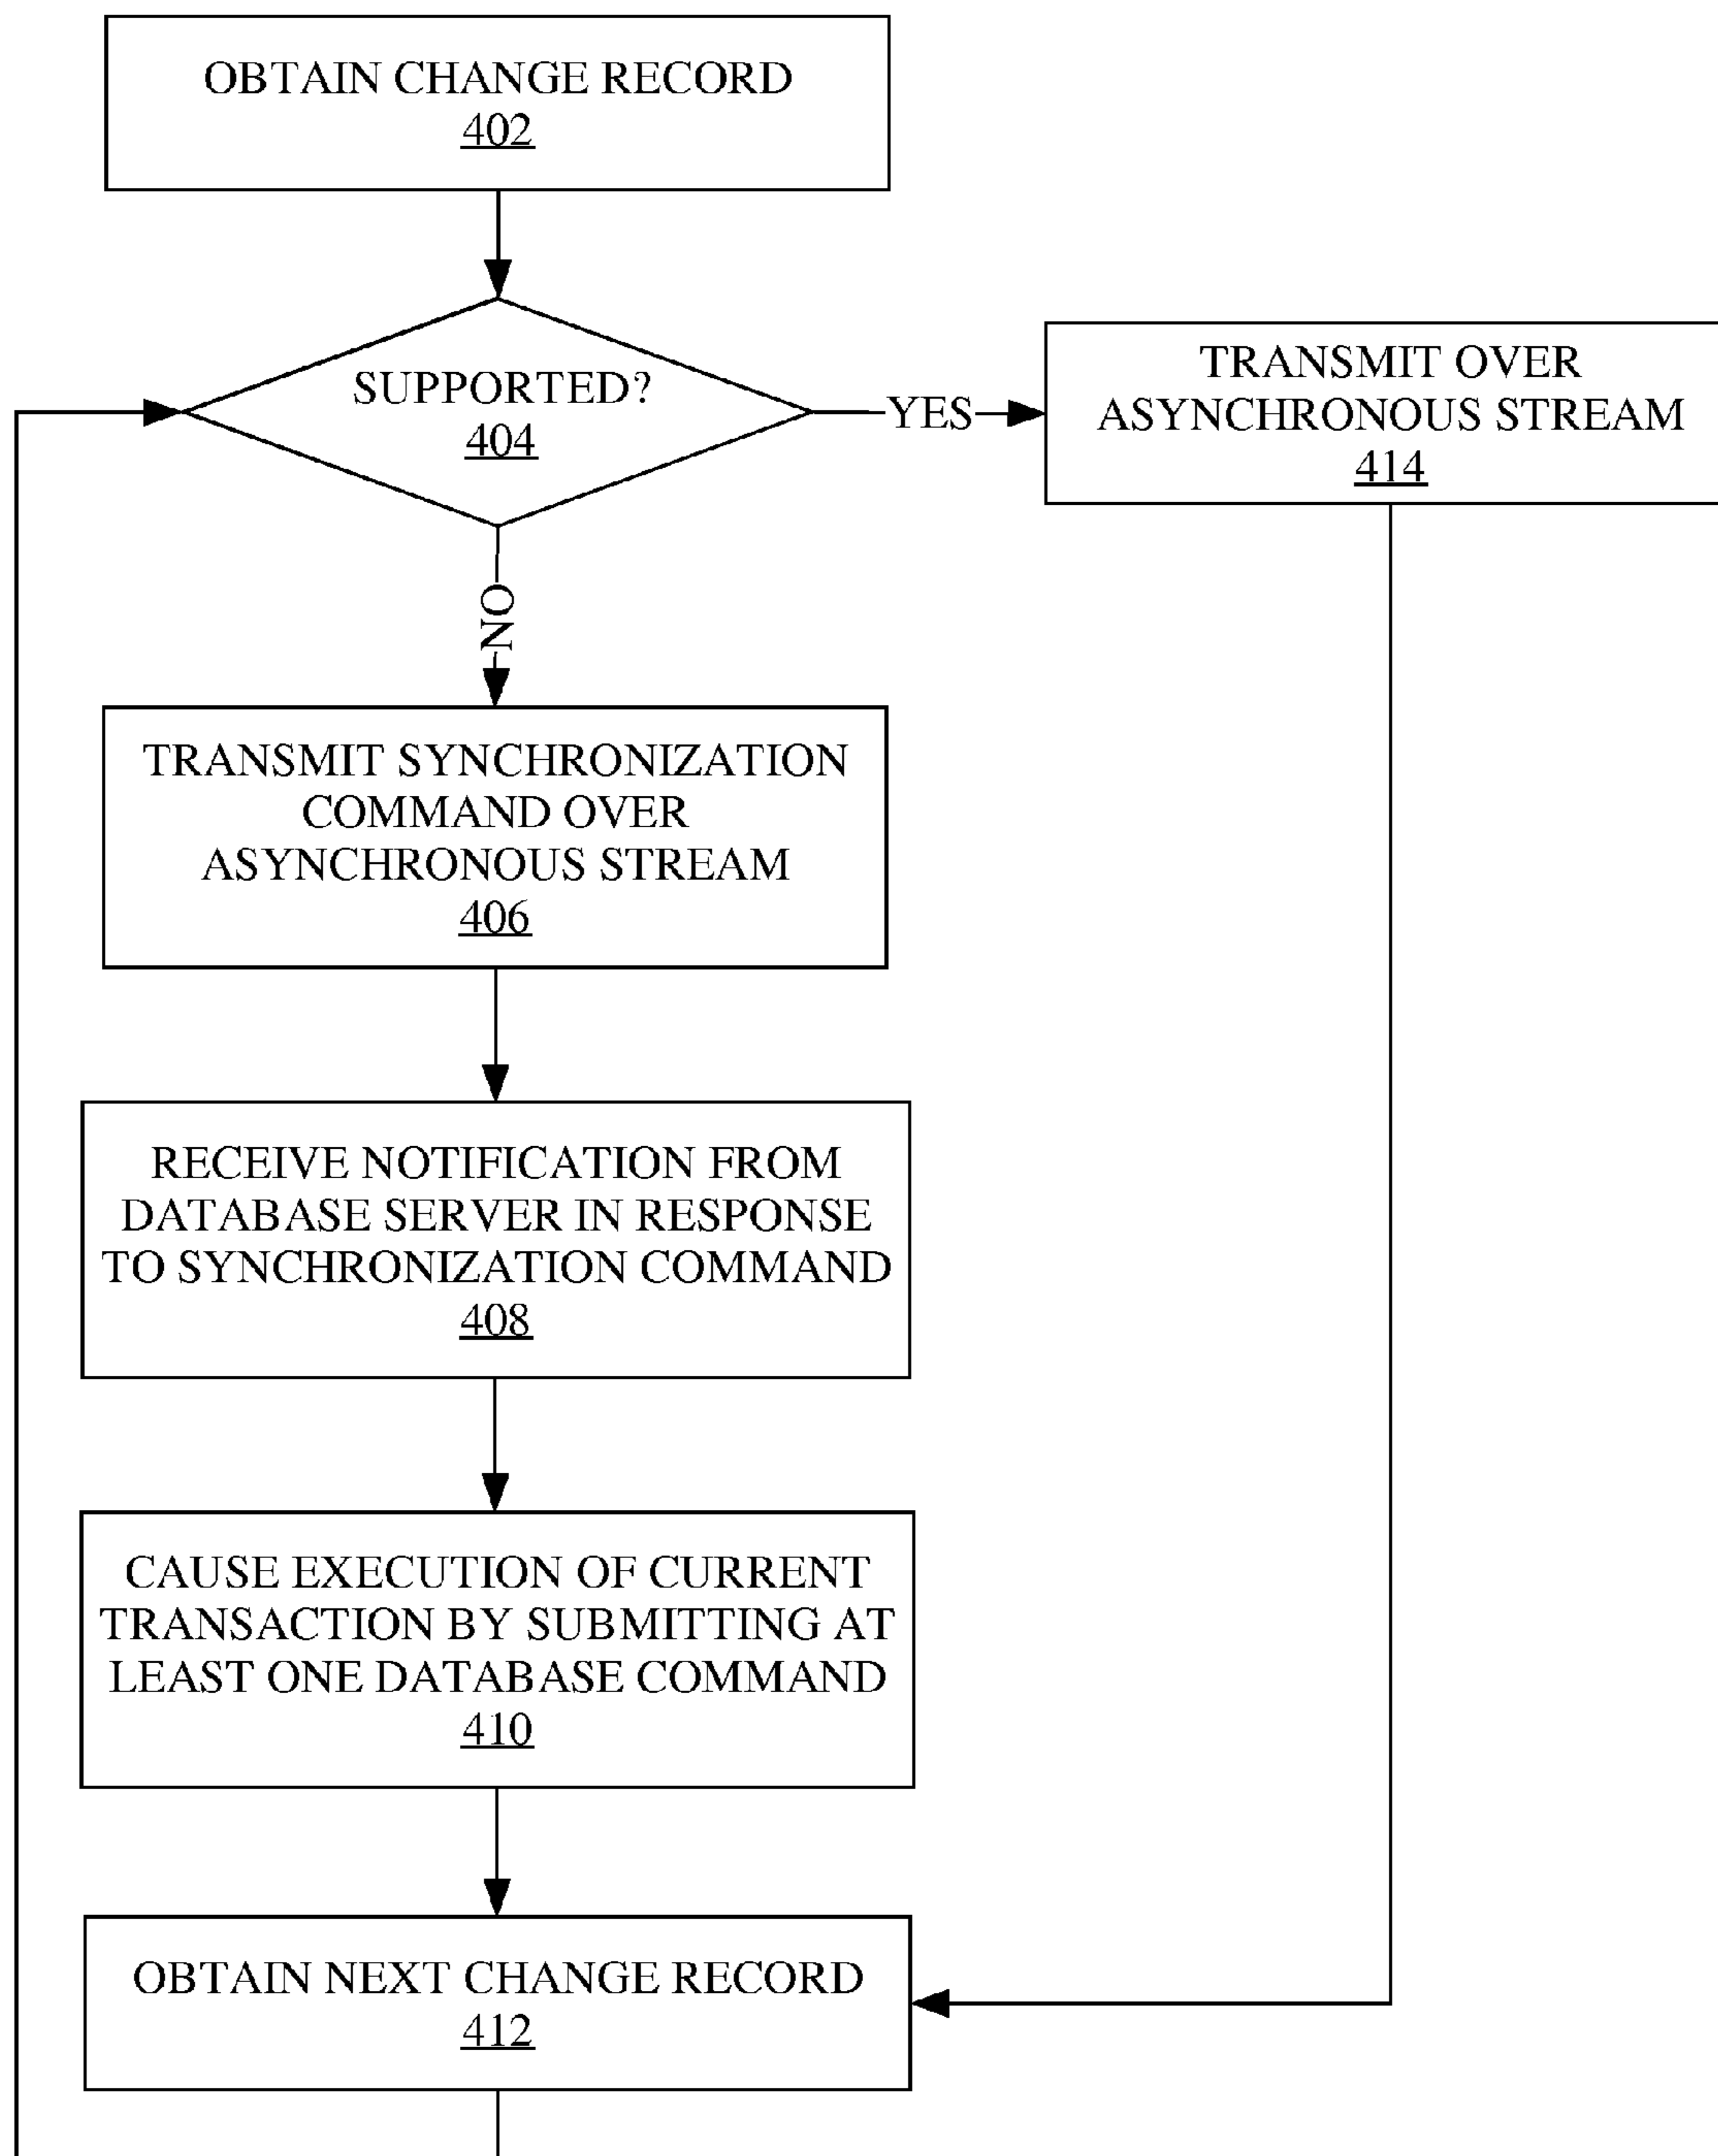 OBTAIN CHANGE RECORD
402
SUPPORTED?
404
YES
TRANSMIT OVER
ASYNCHRONOUS STREAM
414
NO
TRANSMIT SYNCHRONIZATION
COMMAND OVER
ASYNCHRONOUS STREAM
406
RECEIVE NOTIFICATION FROM
DATABASE SERVER IN RESPONSE
TO SYNCHRONIZATION COMMAND
408
CAUSE EXECUTION OF CURRENT
TRANSACTION BY SUBMITTING AT
LEAST ONE DATABASE COMMAND
410
OBTAIN NEXT CHANGE RECORD
412